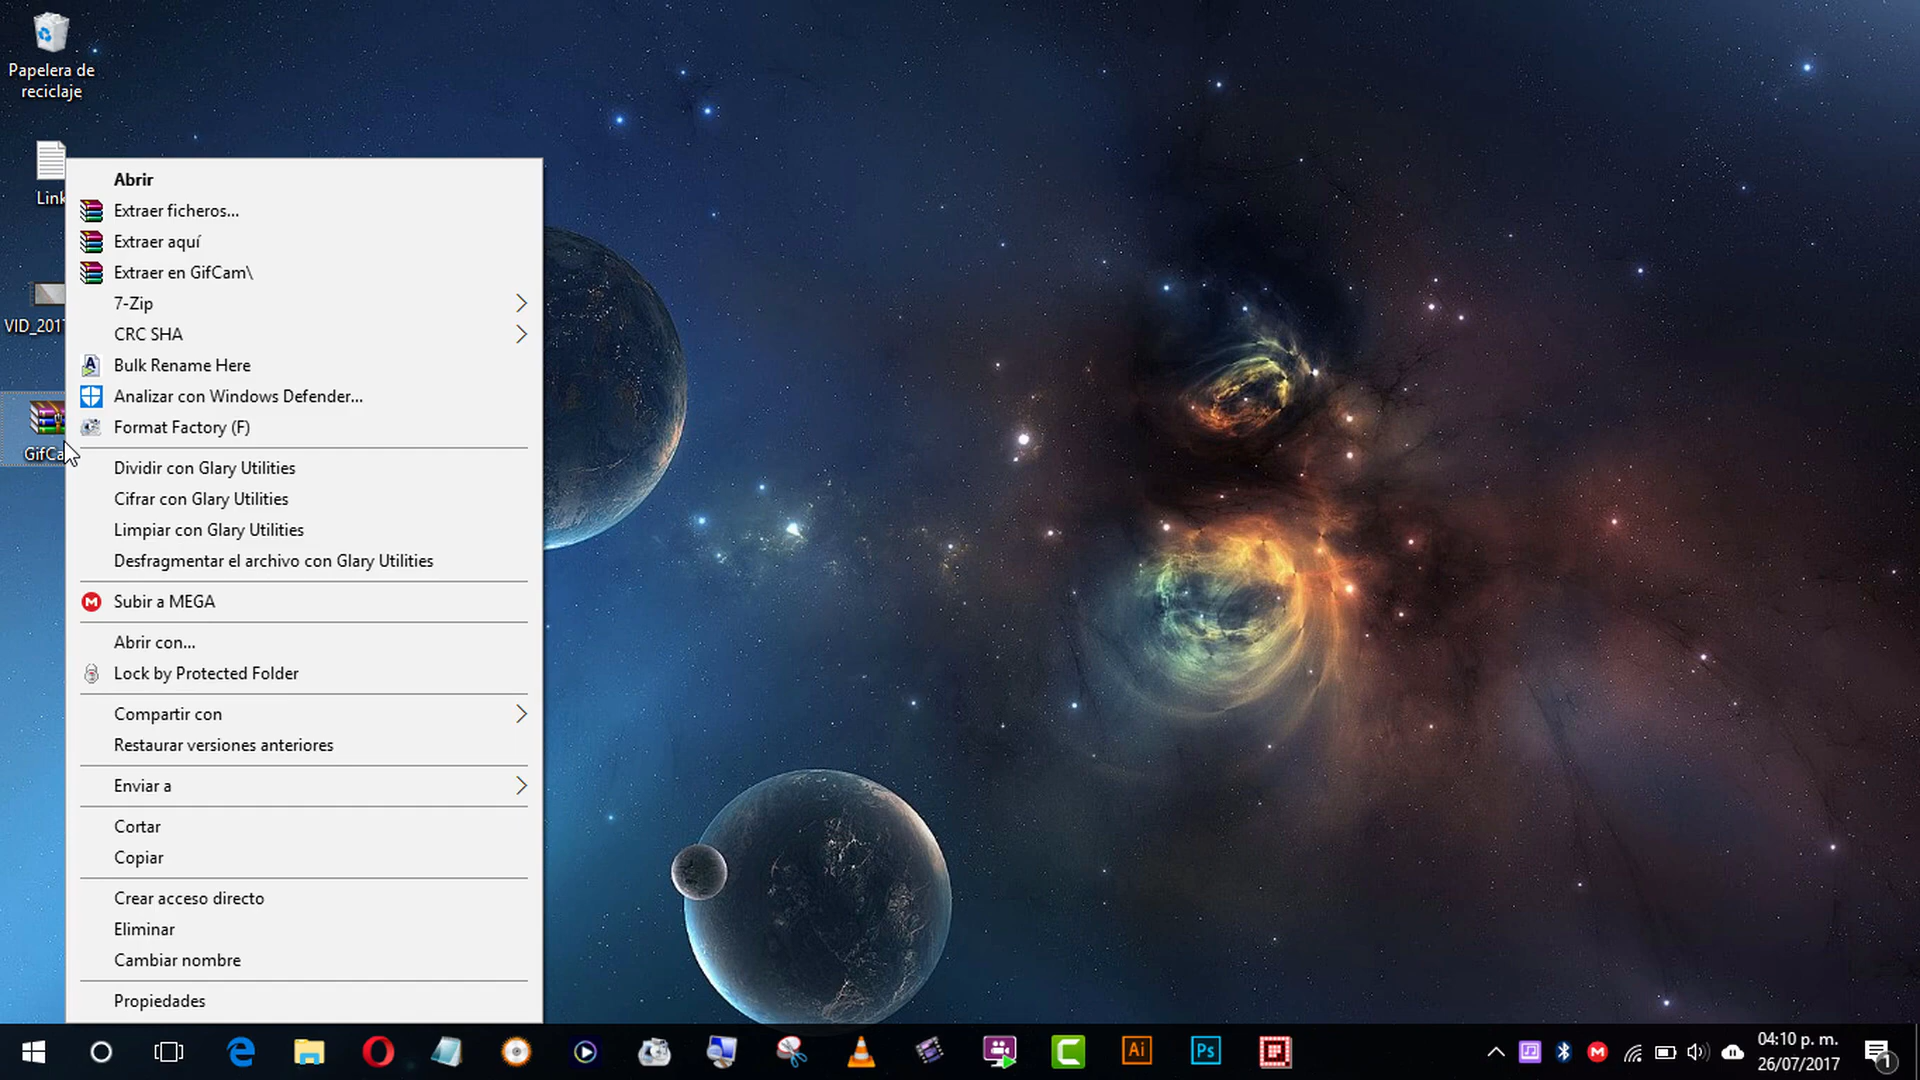 Papelera de
reciclaje
Link
VID_2017
GifCa
Abrir
Extraer ficheros...
Extraer aquí
Extraer en GifCam\
7-Zip
CRC SHA
Bulk Rename Here
Analizar con Windows Defender...
Format Factory (F)
Dividir con Glary Utilities
Cifrar con Glary Utilities
Limpiar con Glary Utilities
Desfragmentar el archivo con Glary Utilities
Subir a MEGA
Abrir con...
Lock by Protected Folder
Compartir con
Restaurar versiones anteriores
Enviar a
Cortar
Copiar
Crear acceso directo
Eliminar
Cambiar nombre
Propiedades
Ai
Ps
04:10 p. m.
26/07/2017
1